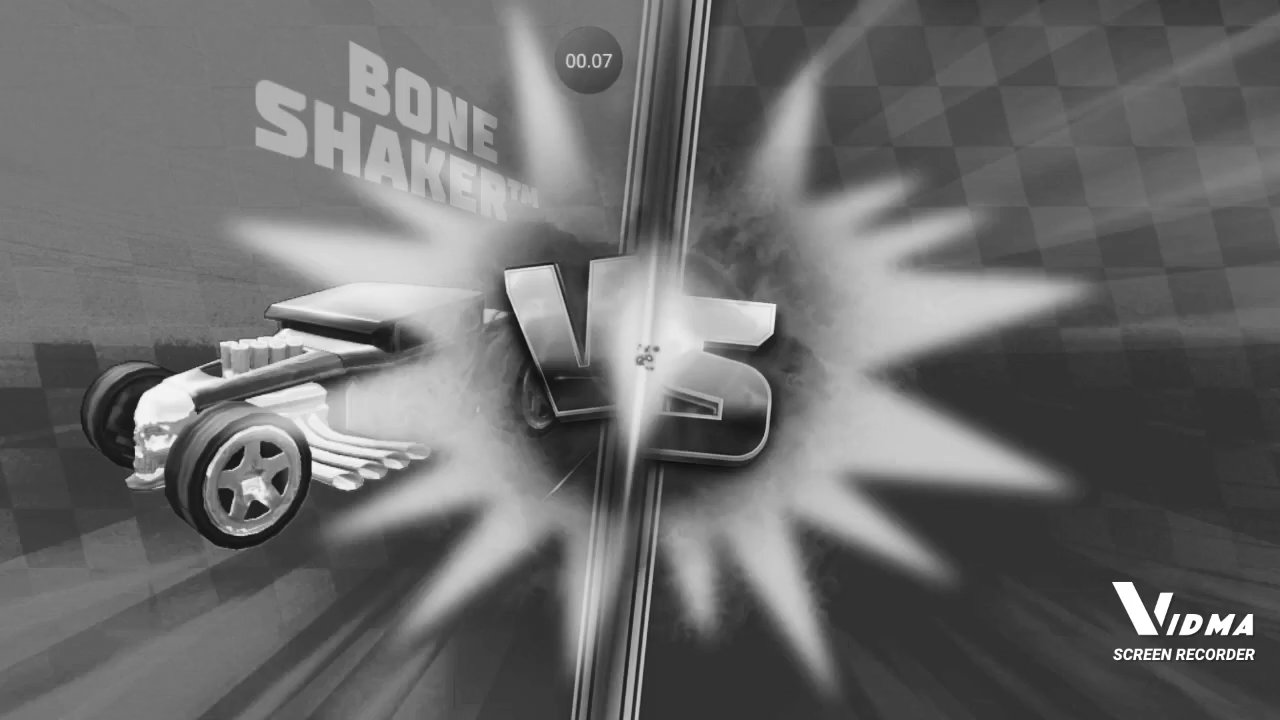 00.07
BONE
SHAKER™
VS
VIDMA
SCREEN RECORDER